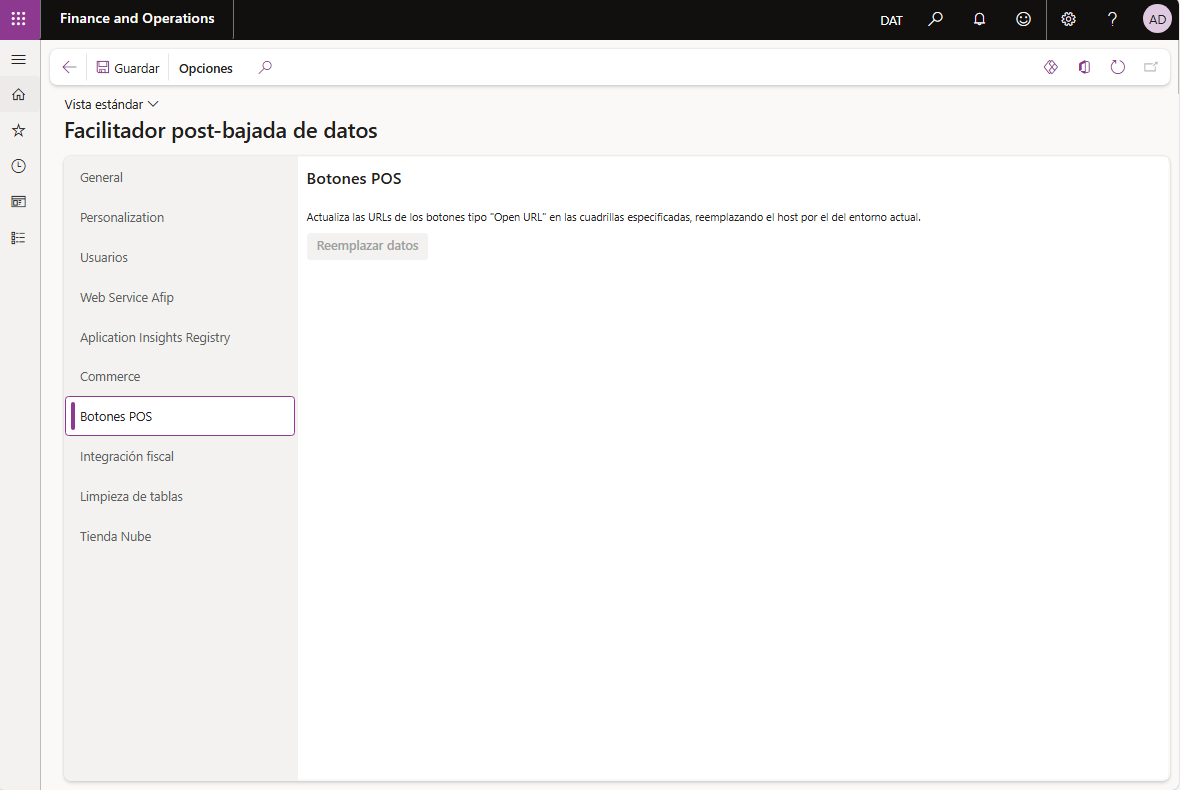 Finance and Operations
DAT
?
AD
Guardar
Opciones
Vista estándar
Facilitador post-bajada de datos
General
Personalization
Usuarios
Web Service Afip
Aplication Insights Registry
Commerce
Botones POS
Integración fiscal
Limpieza de tablas
Tienda Nube
Botones POS
Actualiza las URLs de los botones tipo "Open URL" en las cuadrillas especificadas, reemplazando el host por el del entorno actual.
Reemplazar datos